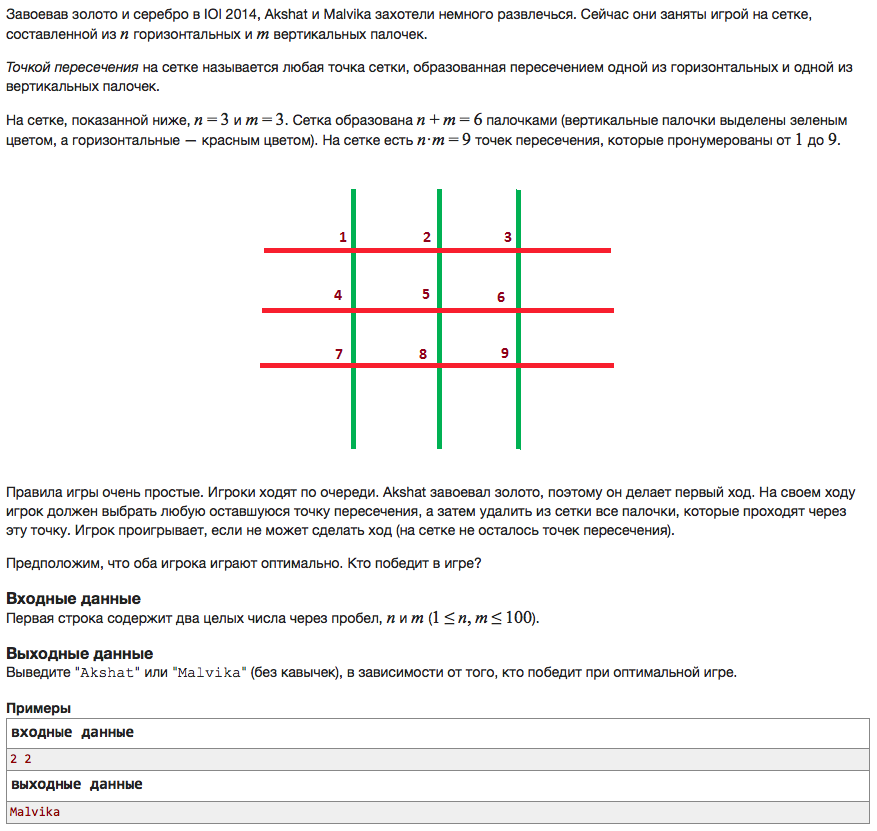 Завоевав золото и серебро в IOI 2014, Akshat и Malvika захотели немного развлечься. Сейчас они заняты игрой на сетке,
составленной из n горизонтальных и m вертикальных палочек.
Точкой пересечения на сетке называется любая точка сетки, образованная пересечением одной из горизонтальных и одной из
вертикальных палочек.
На сетке, показанной ниже, n = 3 и m = 3. Сетка образована n + m = 6 палочками (вертикальные палочки выделены зеленым
цветом, а горизонтальные — красным цветом). На сетке есть n·m = 9 точек пересечения, которые пронумерованы от 1 до 9.
1 2 3
4 5 6
7 8 9
Правила игры очень простые. Игроки ходят по очереди. Akshat завоевал золото, поэтому он делает первый ход. На своем ходу
игрок должен выбрать любую оставшуюся точку пересечения, а затем удалить из сетки все палочки, которые проходят через
эту точку. Игрок проигрывает, если не может сделать ход (на сетке не осталось точек пересечения).
Предположим, что оба игрока играют оптимально. Кто победит в игре?
Входные данные
Первая строка содержит два целых числа через пробел, n и m (1 ≤ n, m ≤ 100).
Выходные данные
Выведите "Akshat" или "Malvika" (без кавычек), в зависимости от того, кто победит при оптимальной игре.
Примеры
входные данные
2 2
выходные данные
Malvika